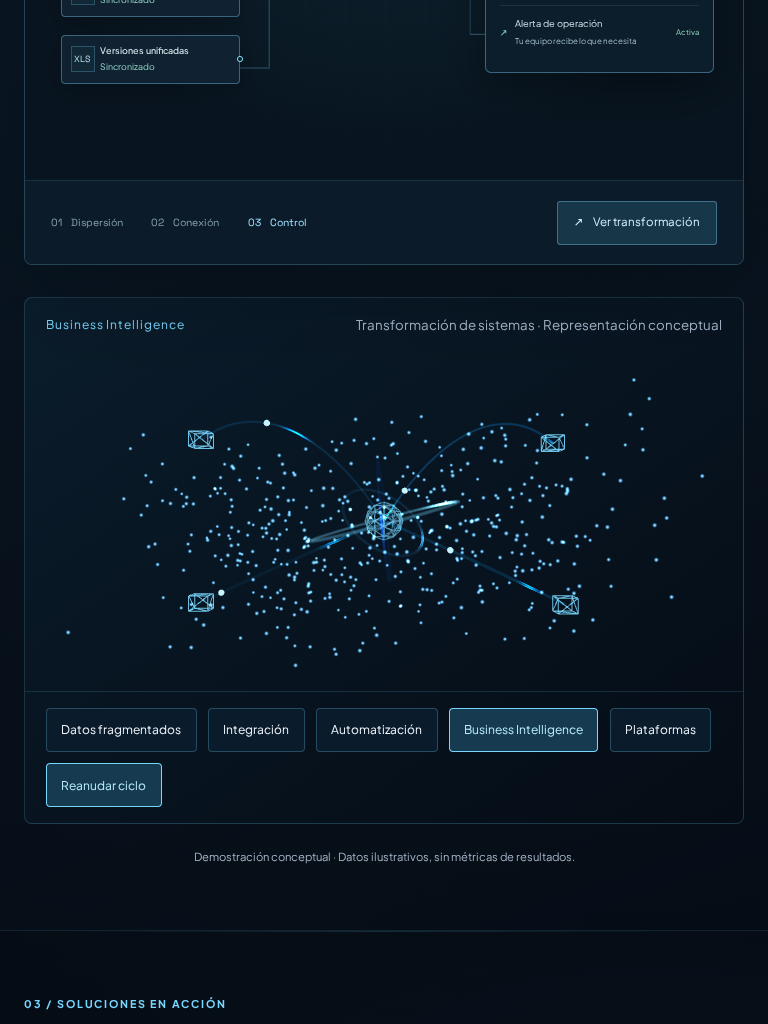 Sincronizado
XLS
Versiones unificadas
Sincronizado
↗ Alerta de operación
Tu equipo recibe lo que necesita
Activa
01 Dispersión 02 Conexión 03 Control
↗ Ver transformación
Business Intelligence
Transformación de sistemas · Representación conceptual
Datos fragmentados
Integración
Automatización
Business Intelligence
Plataformas
Reanudar ciclo
Demostración conceptual · Datos ilustrativos, sin métricas de resultados.
03 / SOLUCIONES EN ACCIÓN